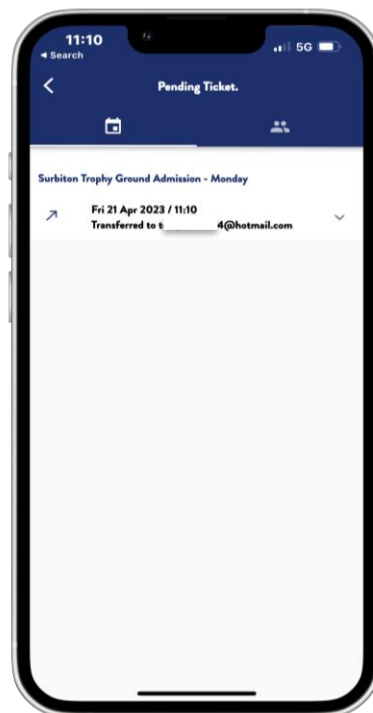 11:10
5G
Search
Pending Ticket.
Surbiton Trophy Ground Admission - Monday
Fri 21 Apr 2023 / 11:10
Transferred to t 4@hotmail.com